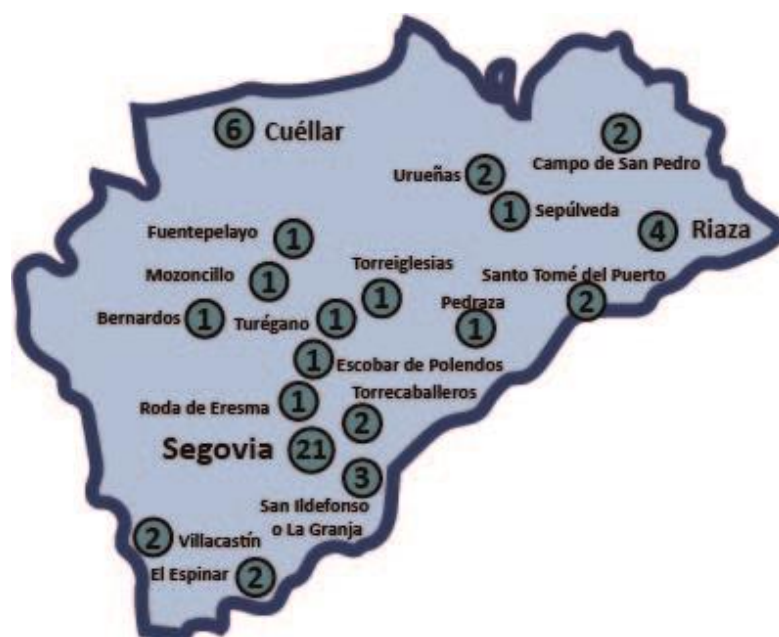 6 Cuéllar
2
Campo de San Pedro
Urueñas 2
1 Sepúlveda
4 Riaza
Fuentepelayo 1
Mozoncillo 1
Torreiglesias
1
Santo Tomé del Puerto
2
Bernardos 1
Turégano 1
Pedraza
1
1 Escobar de Polendos
Roda de Eresma 1
Torrecaballeros
2
Segovia 21
3
San Ildefonso
o La Granja
2 Villacastín
El Espinar 2